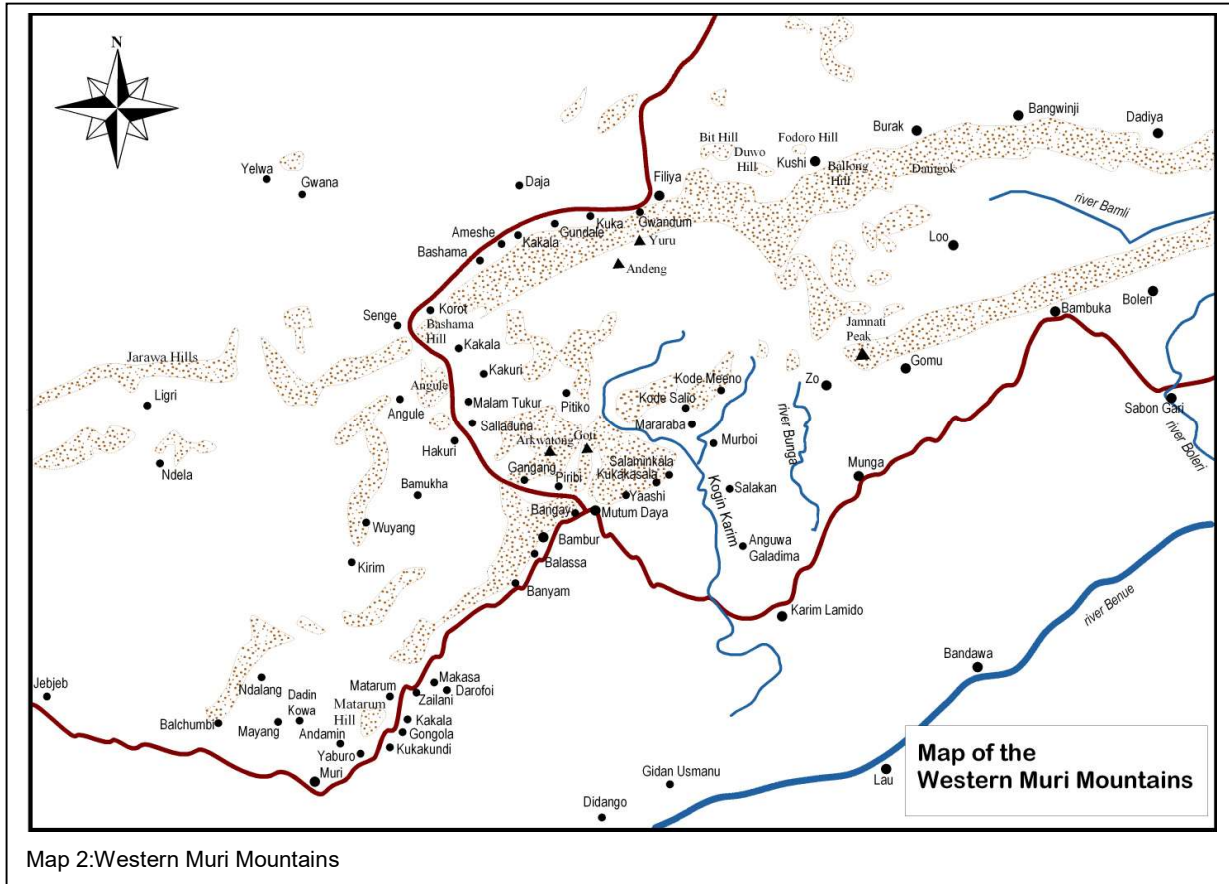 N
Bangwinji
Burak
Dadiya
Bit Hill
Fodoro Hill
Duwo
Hill
Kushi
Ballong
Hill
Daŋgok
Yelwa
Gwana
Daja
Filiya
river Bamli
Gwandum
Kuka
Gundale
Ameshe
Kakala
Yuru
Loo
Bashama
Andeng
Boleri
Korot
Bambuka
Senge
Bashama
Hill
Jamnati
Peak
Kakala
Jarawa Hills
Gomu
Kakuri
Kode Meeno
Zo
Angule
Ligri
Angule
Malam Tukur
Pitiko
Kode Salio
Sabon Gari
Salladuna
Mararaba
river Bunga
Arkwatong
Goti
Murboi
river Boleri
Hakuri
Ndela
Salaminkala
Gangang
Kukakasala
Munga
Piribi
Bamukha
Yaashi
Salakan
Kogin Karim
Bangayi
Mutum Daya
Wuyang
Bambur
Anguwa
Galadima
Balassa
Kirim
Banyam
Karim Lamido
river Benue
Bandawa
Ndalang
Makasa
Jebjeb
Matarum
Darofoi
Zailani
Dadin
Kowa
Matarum
Hill
Balchumbi
Mayang
Kakala
Andamin
Gongola
Yaburo
Kukakundi
Muri
Map of the
Western Muri Mountains
Gidan Usmanu
Lau
Didango
Map 2:Western Muri Mountains